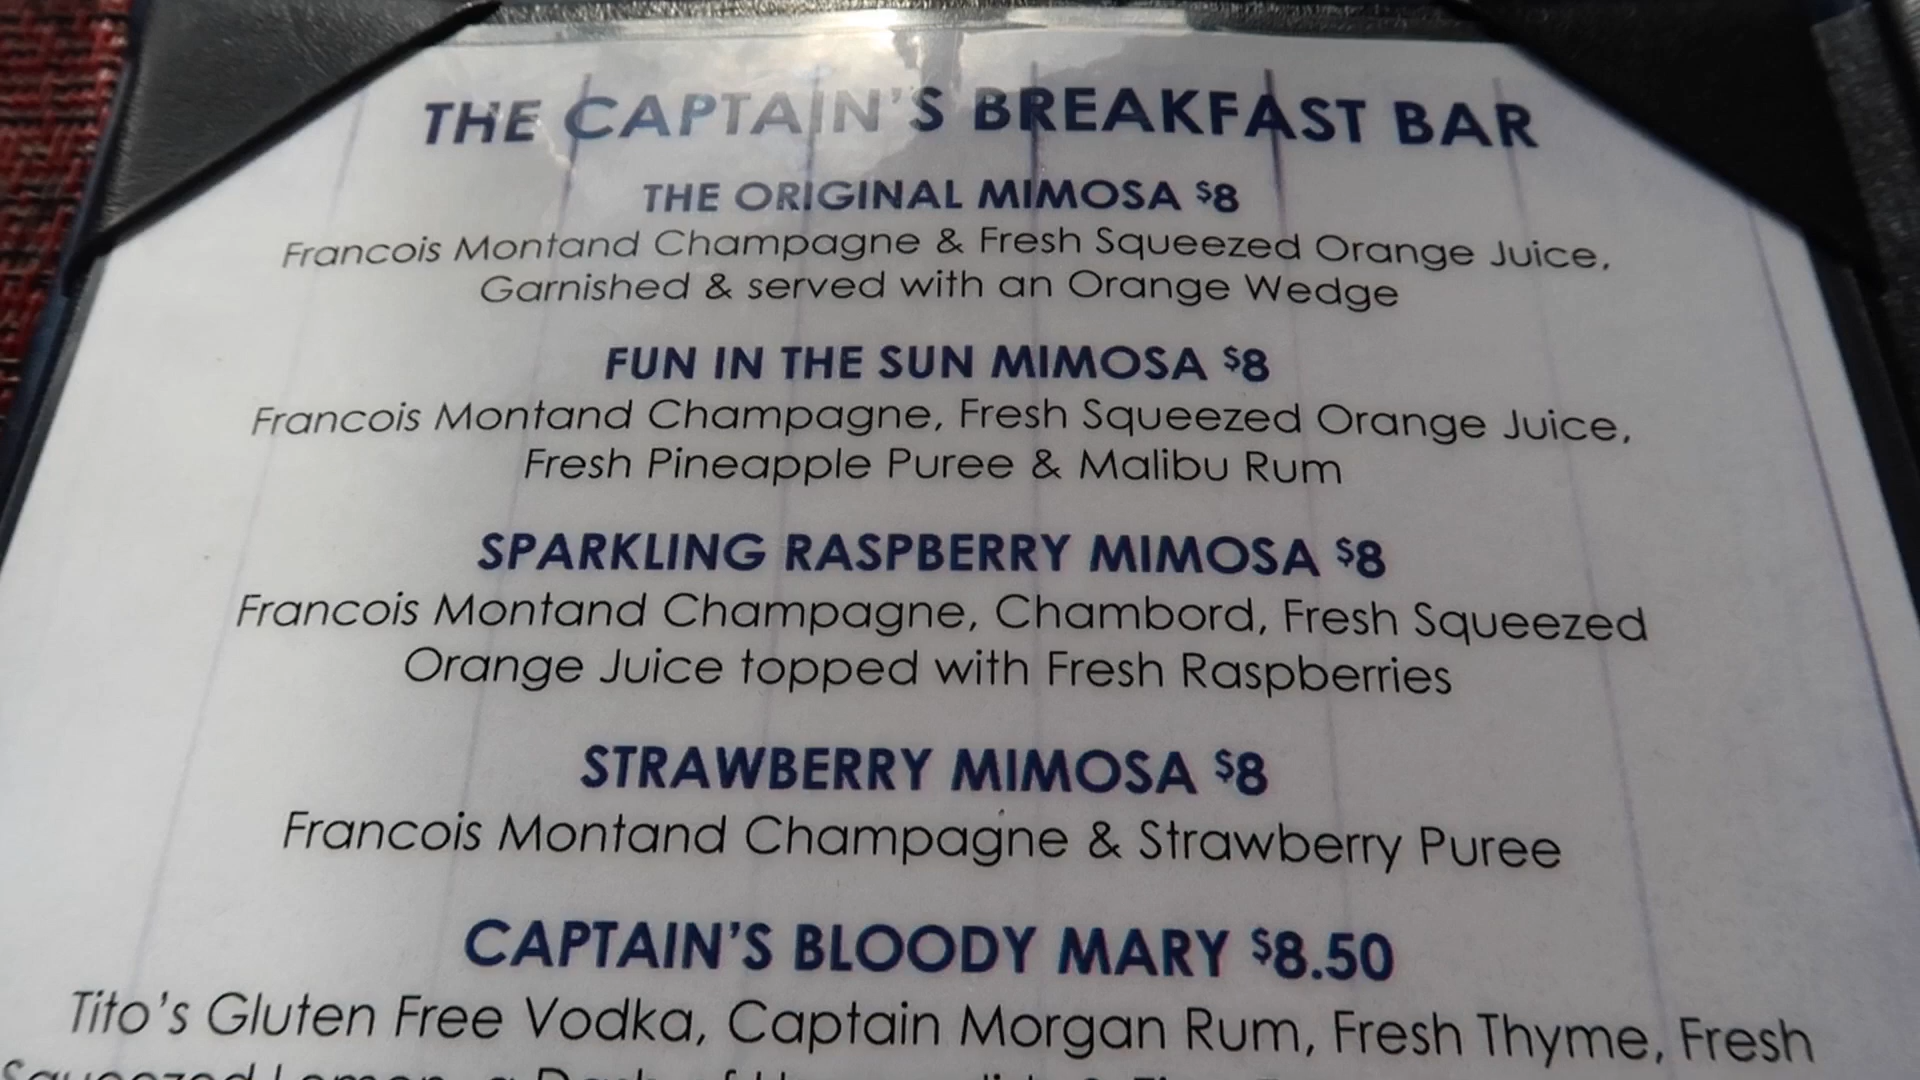 THE CAPTAIN'S BREAKFAST BAR
THE ORIGINAL MIMOSA $8
Francois Montand Champagne & Fresh Squeezed Orange Juice,
Garnished & served with an Orange Wedge
FUN IN THE SUN MIMOSA $8
Francois Montand Champagne, Fresh Squeezed Orange Juice,
Fresh Pineapple Puree & Malibu Rum
SPARKLING RASPBERRY MIMOSA $8
Francois Montand Champagne, Chambord, Fresh Squeezed
Orange Juice topped with Fresh Raspberries
STRAWBERRY MIMOSA $8
Francois Montand Champagne & Strawberry Puree
CAPTAIN'S BLOODY MARY $8.50
Tito's Gluten Free Vodka, Captain Morgan Rum, Fresh Thyme, Fresh
Squeezed Lemon, a Dash of